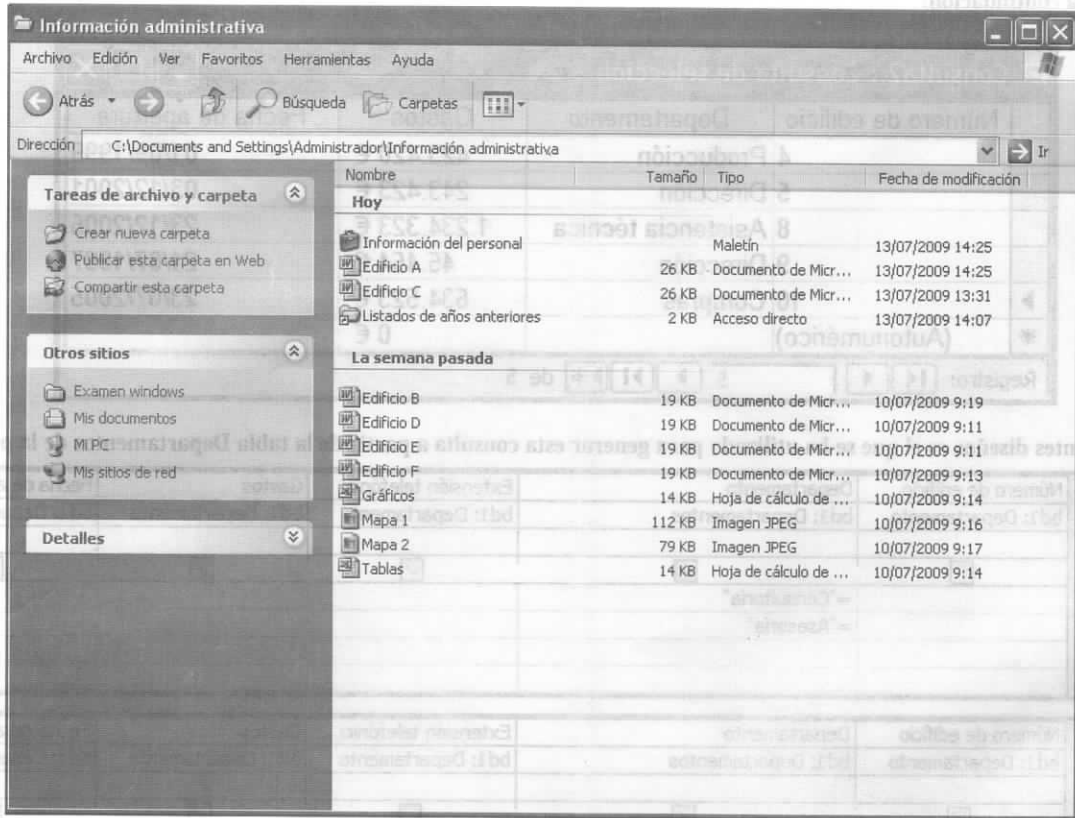 Información administrativa
Archivo Edición Ver Favoritos Herramientas Ayuda
Atrás Búsqueda Carpetas
Dirección C:\Documents and Settings\Administrador\Información administrativa Ir
Tareas de archivo y carpeta
Crear nueva carpeta
Publicar esta carpeta en Web
Compartir esta carpeta
Otros sitios
Examen windows
Mis documentos
Mi PC
Mis sitios de red
Detalles
Nombre Tamaño Tipo Fecha de modificación
Hoy
Información del personal Maletín 13/07/2009 14:25
Edificio A 26 KB Documento de Micr... 13/07/2009 14:25
Edificio C 26 KB Documento de Micr... 13/07/2009 13:31
Listados de años anteriores 2 KB Acceso directo 13/07/2009 14:07
La semana pasada
Edificio B 19 KB Documento de Micr... 10/07/2009 9:19
Edificio D 19 KB Documento de Micr... 10/07/2009 9:11
Edificio E 19 KB Documento de Micr... 10/07/2009 9:11
Edificio F 19 KB Documento de Micr... 10/07/2009 9:13
Gráficos 14 KB Hoja de cálculo de ... 10/07/2009 9:14
Mapa 1 112 KB Imagen JPEG 10/07/2009 9:16
Mapa 2 79 KB Imagen JPEG 10/07/2009 9:17
Tablas 14 KB Hoja de cálculo de ... 10/07/2009 9:14